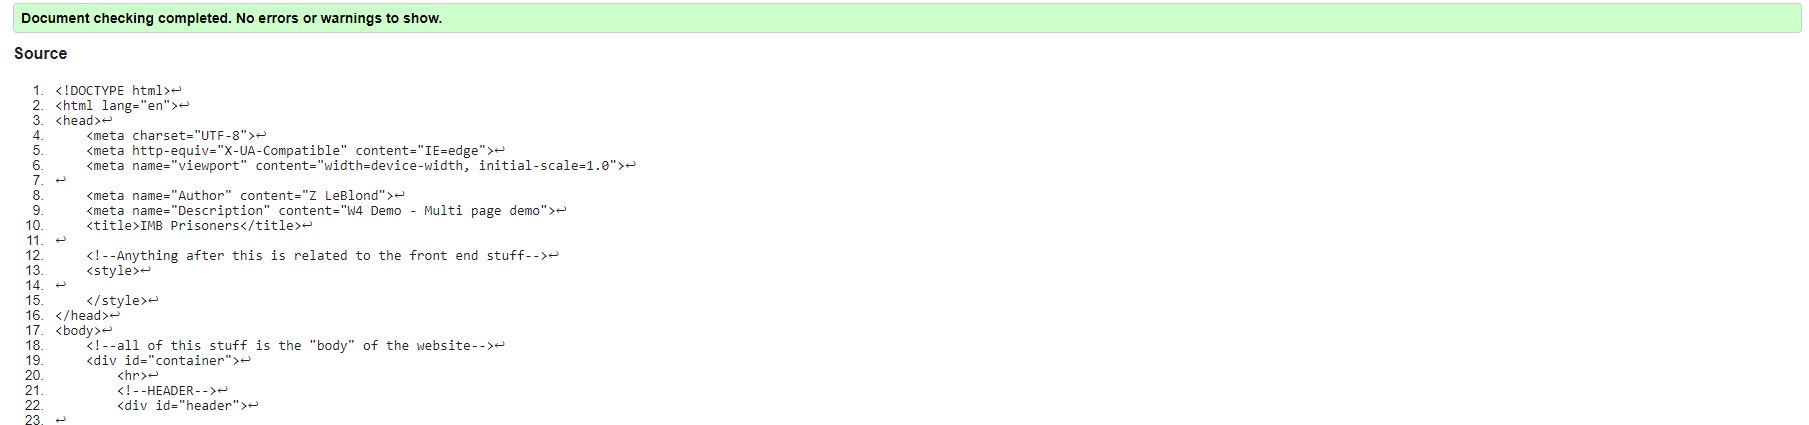 Document checking completed. No errors or warnings to show.
Source
1. <!DOCTYPE html>↩
2. <html lang="en">↩
3. <head>↩
4.     <meta charset="UTF-8">↩
5.     <meta http-equiv="X-UA-Compatible" content="IE=edge">↩
6.     <meta name="viewport" content="width=device-width, initial-scale=1.0">↩
7. ↩
8.     <meta name="Author" content="Z LeBlond">↩
9.     <meta name="Description" content="W4 Demo - Multi page demo">↩
10.     <title>IMB Prisoners</title>↩
11. ↩
12.     <!--Anything after this is related to the front end stuff-->↩
13.     <style>↩
14. ↩
15.     </style>↩
16. </head>↩
17. <body>↩
18.     <!--all of this stuff is the "body" of the website-->↩
19.     <div id="container">↩
20.         <hr>↩
21.         <!--HEADER-->↩
22.         <div id="header">↩
23. ↩